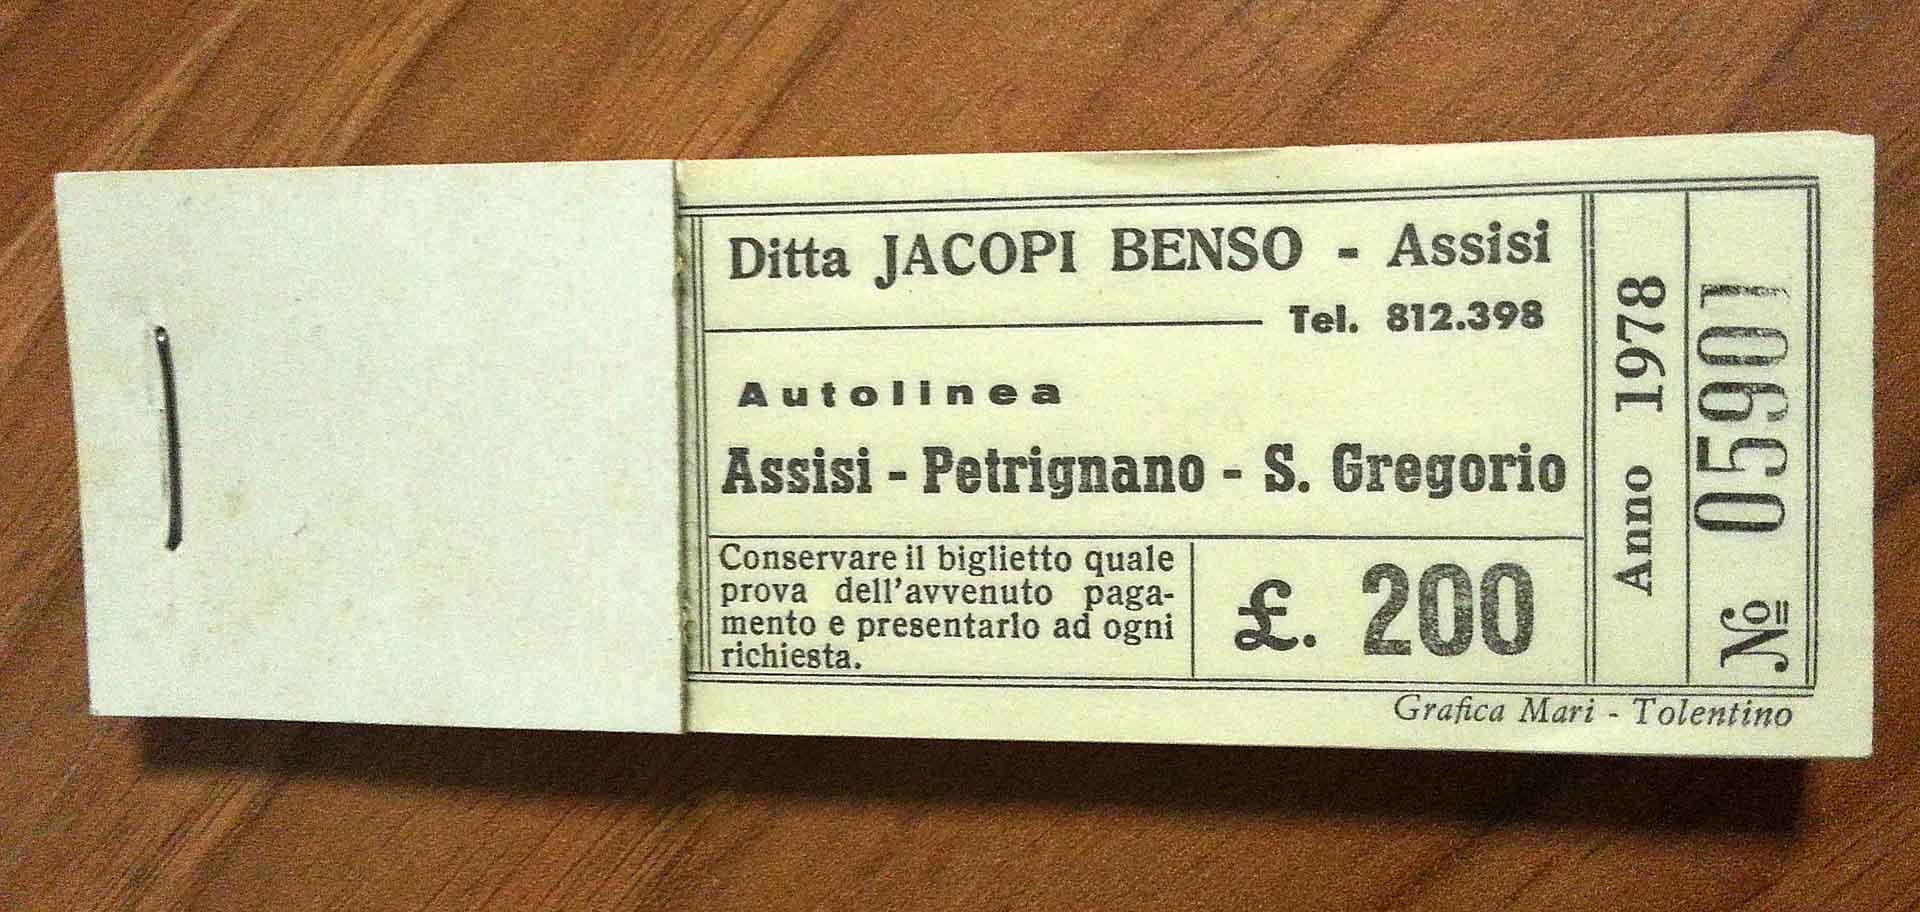 Ditta JACOPI BENSO - Assisi
Tel. 812.398
Autolinea
Assisi - Petrignano - S. Gregorio
Conservare il biglietto quale
prova dell'avvenuto paga-
mento e presentarlo ad ogni
richiesta.
£. 200
Anno 1978
№ 05901
Grafica Mari - Tolentino